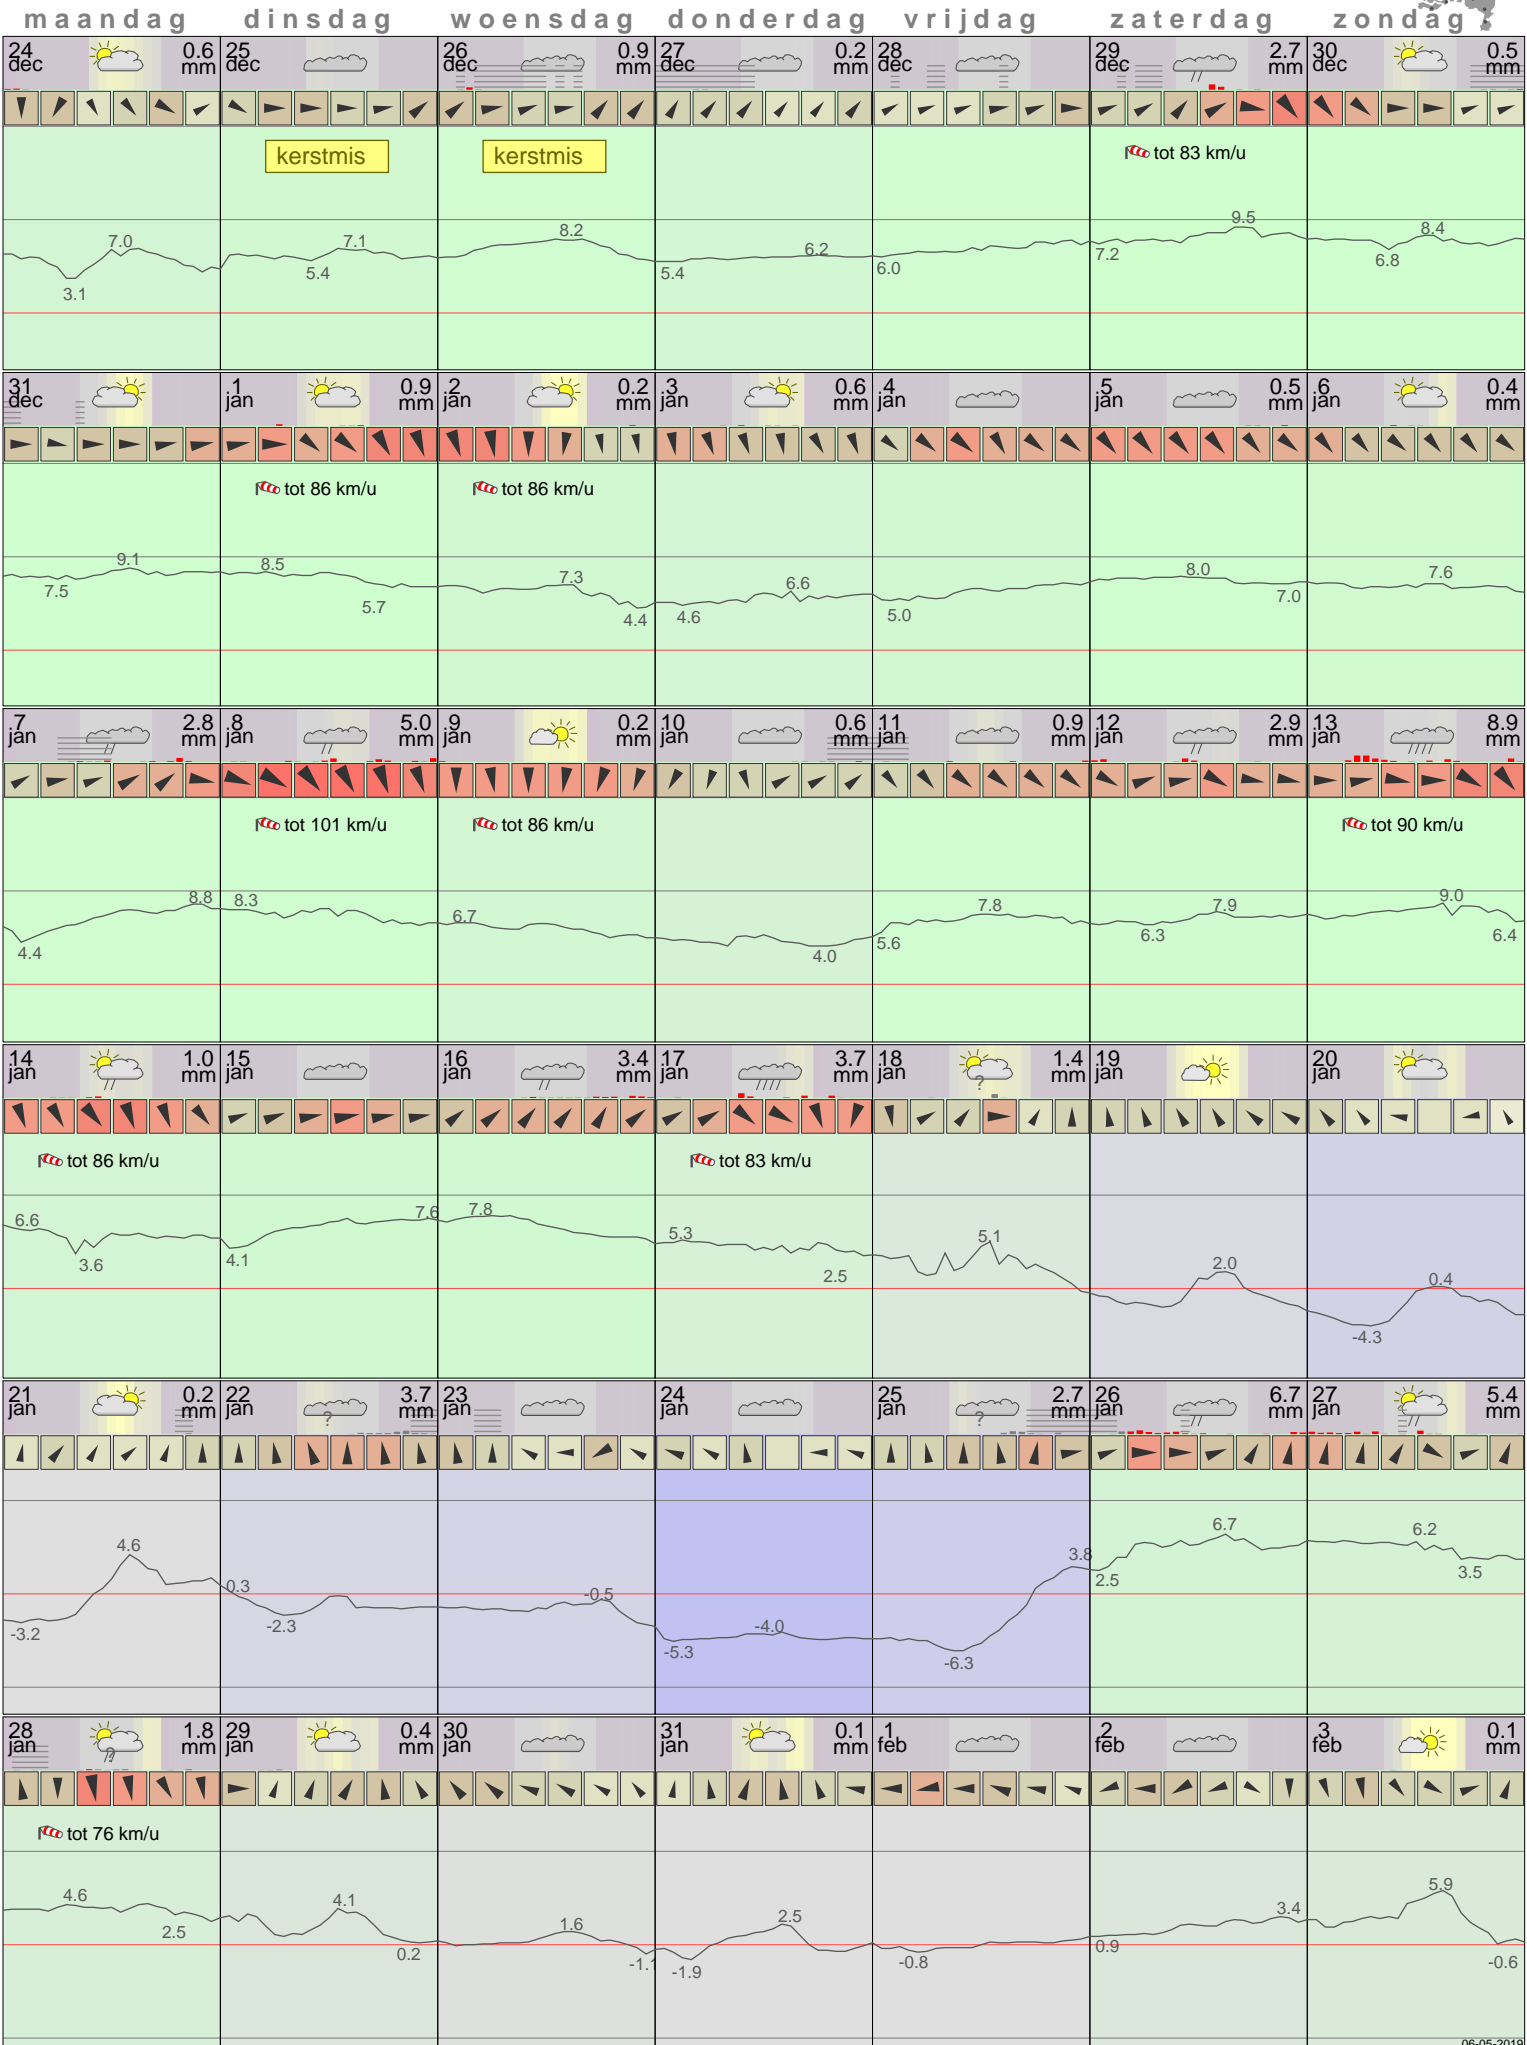 maandag dinsdag woensdag donderdag vrijdag zaterdag zondag
24 dec 0.6 mm 25 dec 26 dec 0.9 mm 27 dec 0.2 mm 28 dec 29 dec 2.7 mm 30 dec 0.5 mm
kerstmis kerstmis tot 83 km/u
7.0 3.1 7.1 5.4 8.2 5.4 6.2 6.0 7.2 9.5 6.8 8.4
31 dec 1 jan 0.9 mm 2 jan 0.2 mm 3 jan 0.6 mm 4 jan 5 jan 0.5 mm 6 jan 0.4 mm
tot 86 km/u tot 86 km/u
7.5 9.1 8.5 5.7 7.3 4.4 4.6 6.6 5.0 8.0 7.0 7.6
7 jan 2.8 mm 8 jan 5.0 mm 9 jan 0.2 mm 10 jan 0.6 mm 11 jan 0.9 mm 12 jan 2.9 mm 13 jan 8.9 mm
tot 101 km/u tot 86 km/u tot 90 km/u
4.4 8.8 8.3 6.7 4.0 5.6 7.8 6.3 7.9 9.0 6.4
14 jan 1.0 mm 15 jan 16 jan 3.4 mm 17 jan 3.7 mm 18 jan ? 1.4 mm 19 jan 20 jan
tot 86 km/u tot 83 km/u
6.6 3.6 4.1 7.6 7.8 5.3 2.5 5.1 2.0 -4.3 0.4
21 jan 0.2 mm 22 jan ? 3.7 mm 23 jan 24 jan 25 jan ? 2.7 mm 26 jan 6.7 mm 27 jan 5.4 mm
-3.2 4.6 0.3 -2.3 -0.5 -5.3 -4.0 -6.3 3.8 2.5 6.7 6.2 3.5
28 jan ? 1.8 mm 29 jan 0.4 mm 30 jan 31 jan 0.1 mm 1 feb 2 feb 3 feb 0.1 mm
tot 76 km/u
4.6 2.5 4.1 0.2 1.6 -1.1 -1.9 2.5 -0.8 0.9 3.4 5.9 -0.6
06-05-2019